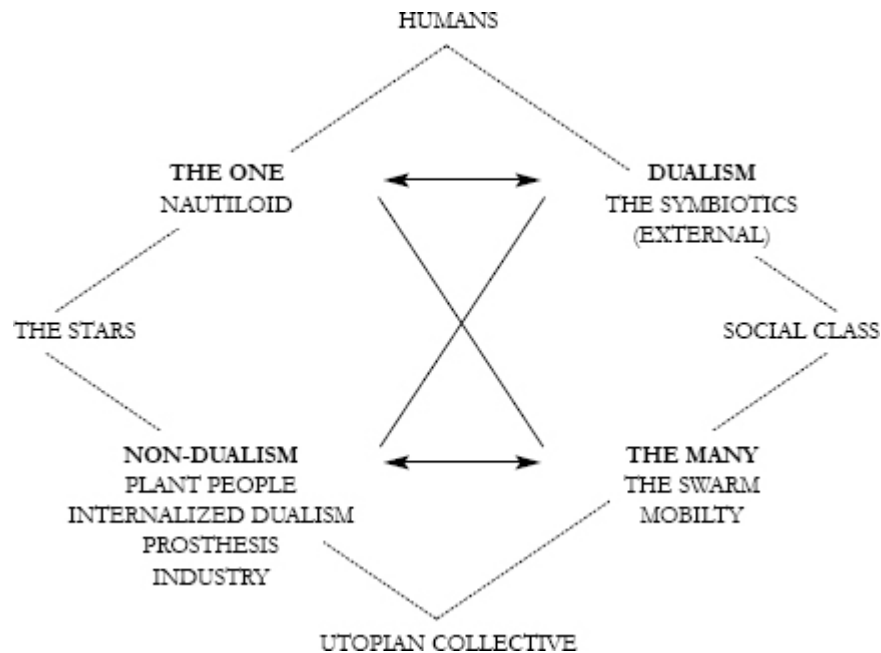 HUMANS
THE ONE
NAUTILOID
DUALISM
THE SYMBIOTICS
(EXTERNAL)
THE STARS
SOCIAL CLASS
NON-DUALISM
PLANT PEOPLE
INTERNALIZED DUALISM
PROSTHESIS
INDUSTRY
THE MANY
THE SWARM
MOBILTY
UTOPIAN COLLECTIVE